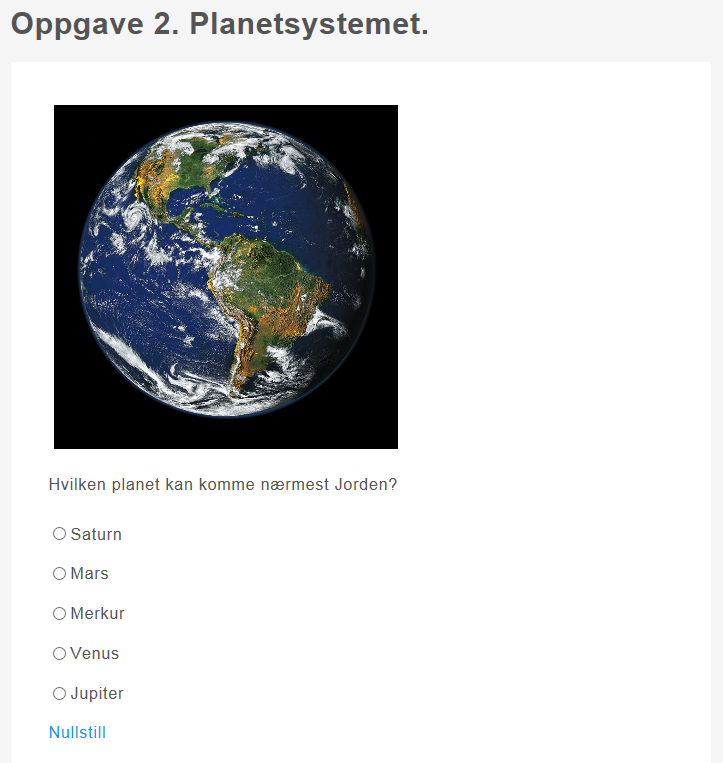 Oppgave 2. Planetsystemet.
Hvilken planet kan komme nærmest Jorden?
Saturn
Mars
Merkur
Venus
Jupiter
Nullstill